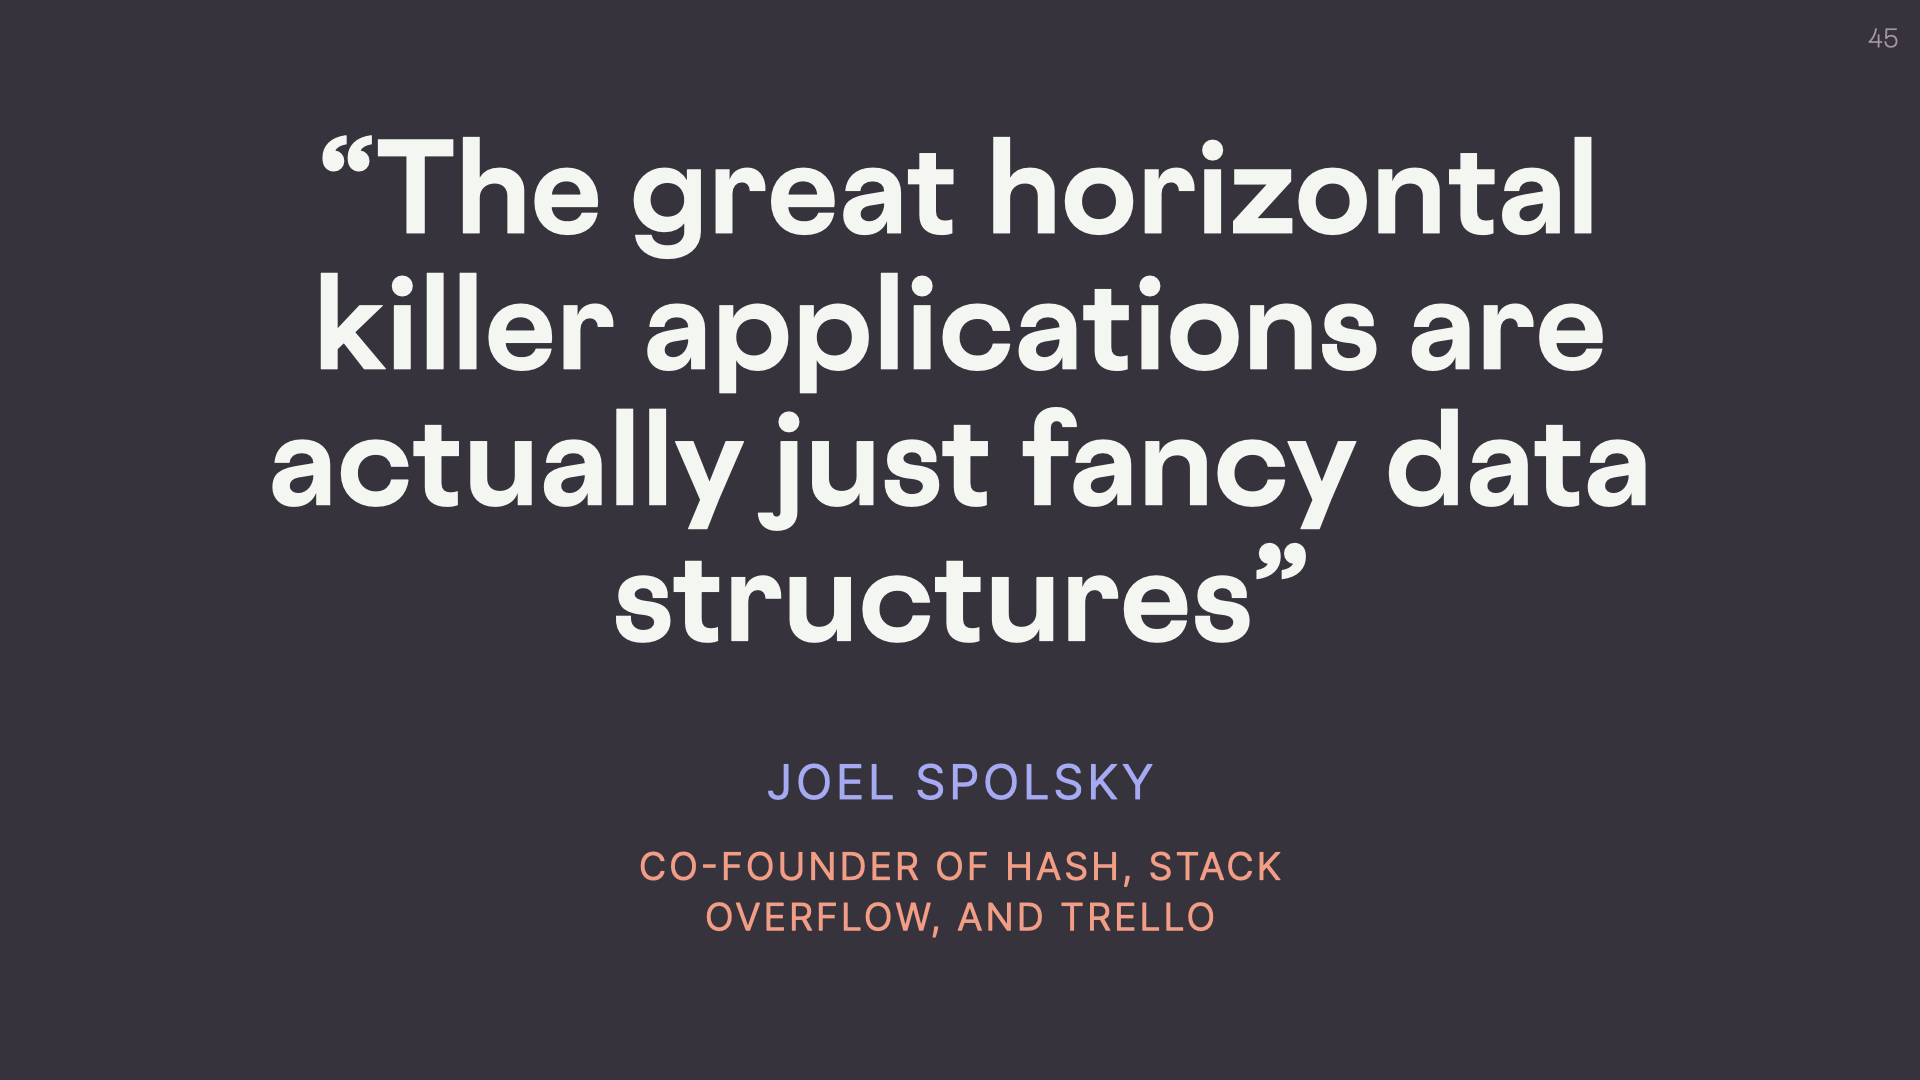 45
“The great horizontal
killer applications are
actually just fancy data
structures”
JOEL SPOLSKY
CO-FOUNDER OF HASH, STACK
OVERFLOW, AND TRELLO